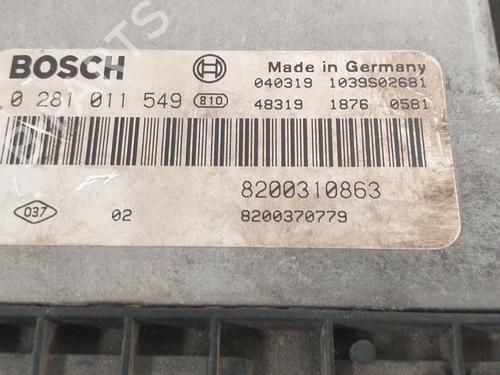 BOSCH
Made in Germany
040319 1039S02681
0 281 011 549 810
48319 1876 0581
8200310863
037 02 8200370779